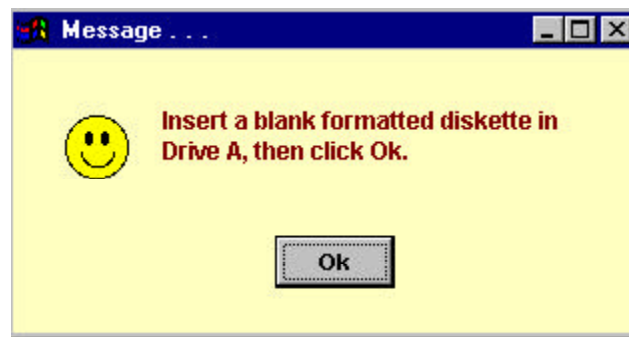 Message . . .
Insert a blank formatted diskette in
Drive A, then click Ok.
Ok